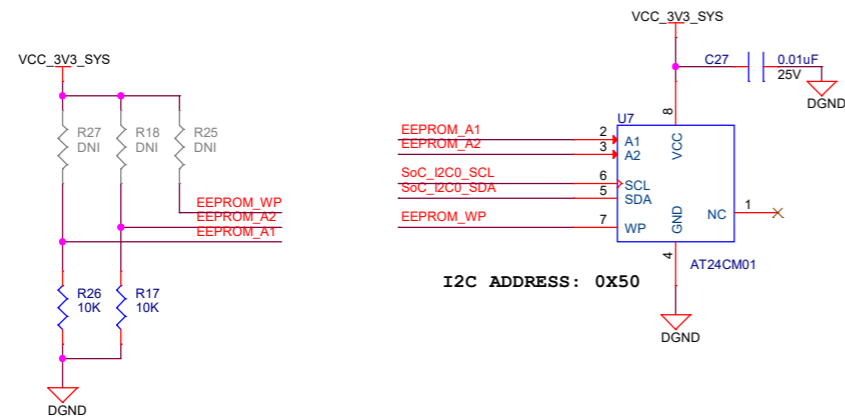 VCC_3V3_SYS
R27
DNI
R18
DNI
R25
DNI
EEPROM_WP
EEPROM_A2
EEPROM_A1
R26
10K
R17
10K
DGND
VCC_3V3_SYS
C27
0.01uF
25V
DGND
8
U7
EEPROM_A1
2
A1
EEPROM_A2
3
A2
VCC
SoC_I2C0_SCL
6
SCL
SoC_I2C0_SDA
5
SDA
EEPROM_WP
7
WP
GND
NC
1
4
AT24CM01
I2C ADDRESS: 0X50
DGND